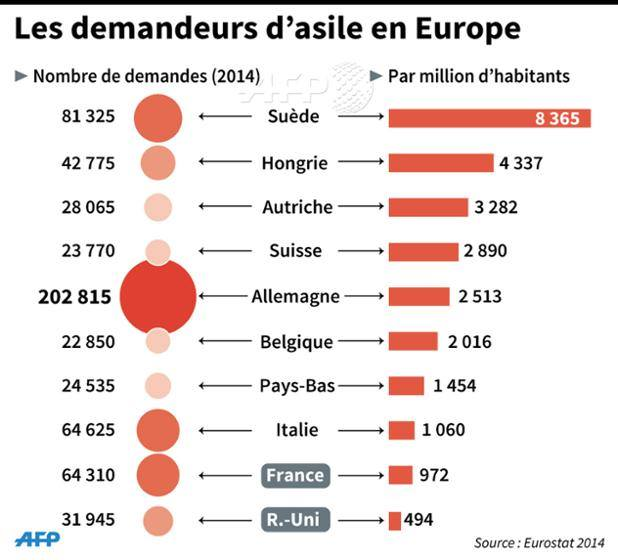 Les demandeurs d’asile en Europe
Nombre de demandes (2014) Par million d’habitants
AFP
81 325 Suède 8 365
42 775 Hongrie 4 337
28 065 Autriche 3 282
23 770 Suisse 2 890
202 815 Allemagne 2 513
22 850 Belgique 2 016
24 535 Pays-Bas 1 454
64 625 Italie 1 060
64 310 France 972
31 945 R.-Uni 494
AFP Source : Eurostat 2014